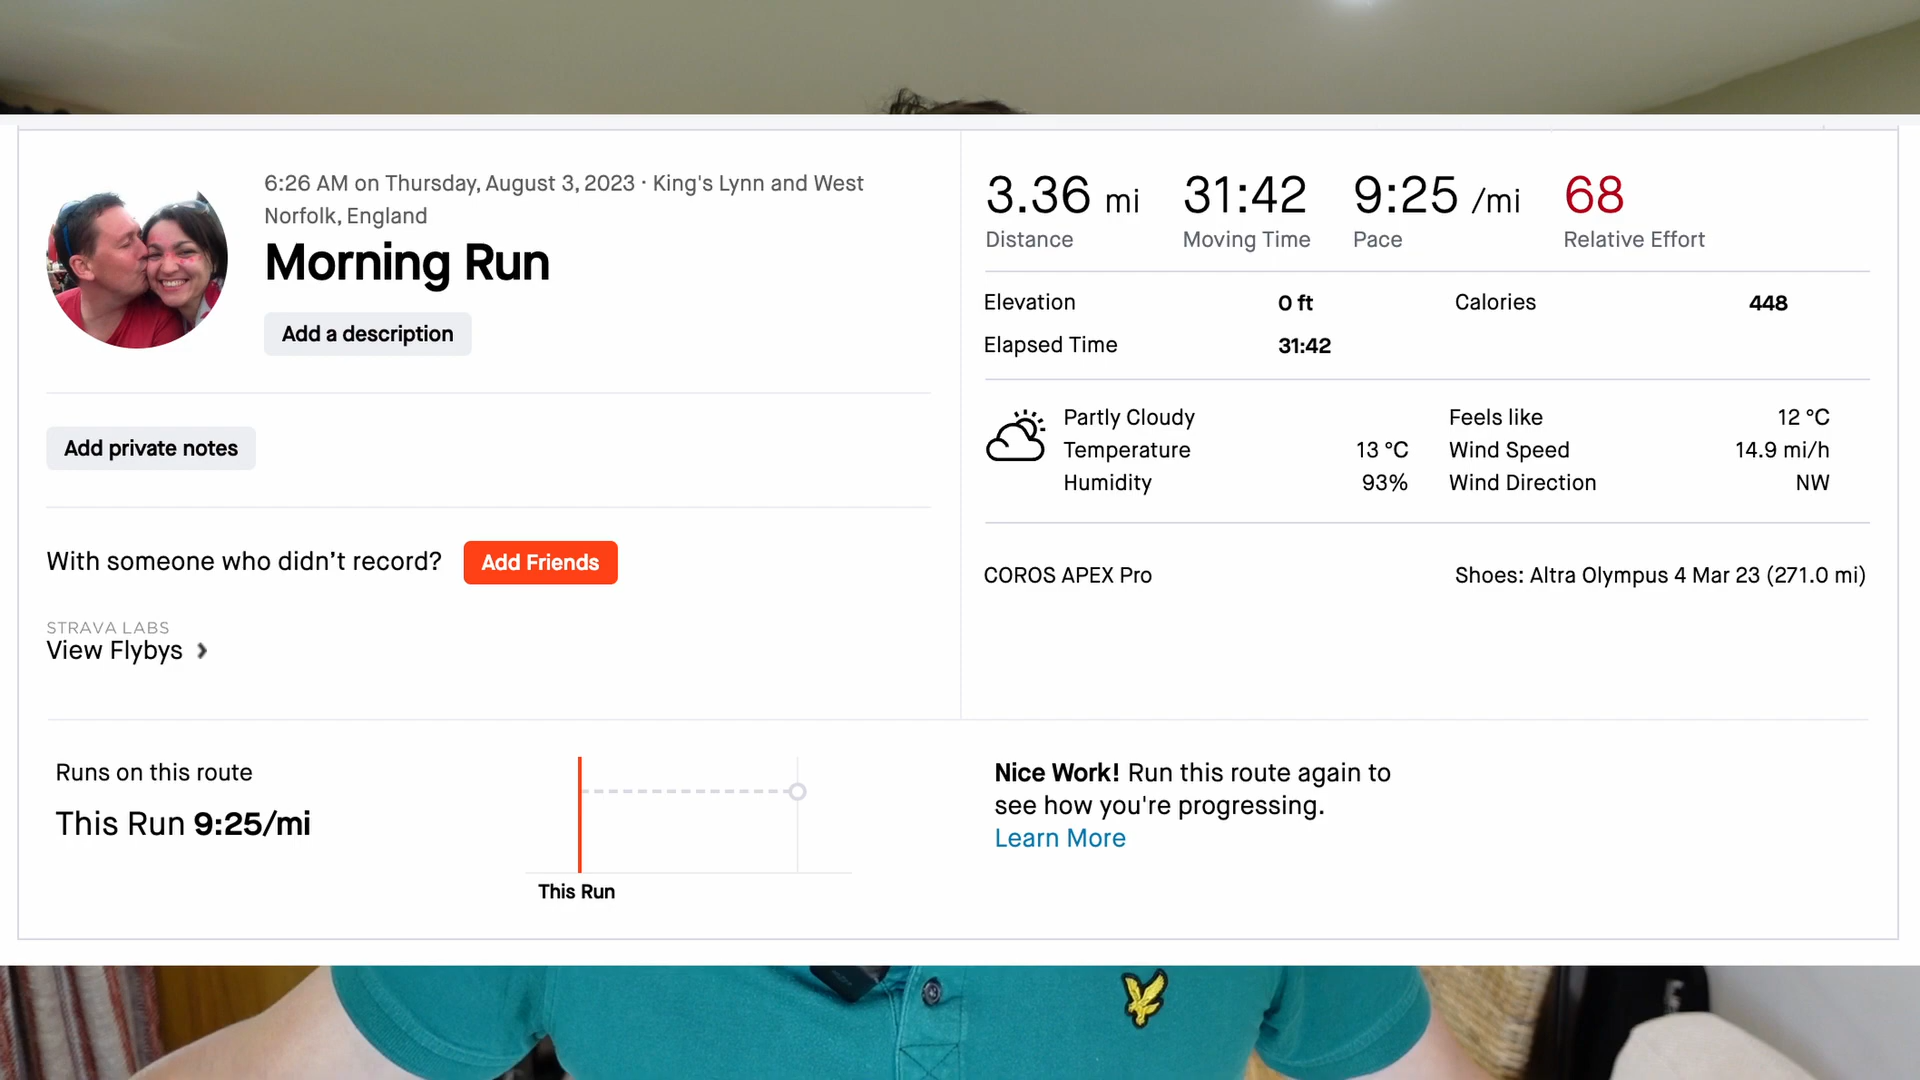 6:26 AM on Thursday, August 3, 2023 · King's Lynn and West
Norfolk, England
Morning Run
Add a description
Add private notes
With someone who didn't record?
Add Friends
STRAVA LABS
View Flybys
3.36 mi
31:42
9:25 /mi
68
Distance
Moving Time
Pace
Relative Effort
Elevation
0 ft
Calories
448
Elapsed Time
31:42
Partly Cloudy
Feels like
12 °C
Temperature
13 °C
Wind Speed
14.9 mi/h
Humidity
93%
Wind Direction
NW
COROS APEX Pro
Shoes: Altra Olympus 4 Mar 23 (271.0 mi)
Runs on this route
This Run 9:25/mi
This Run
Nice Work! Run this route again to
see how you're progressing.
Learn More